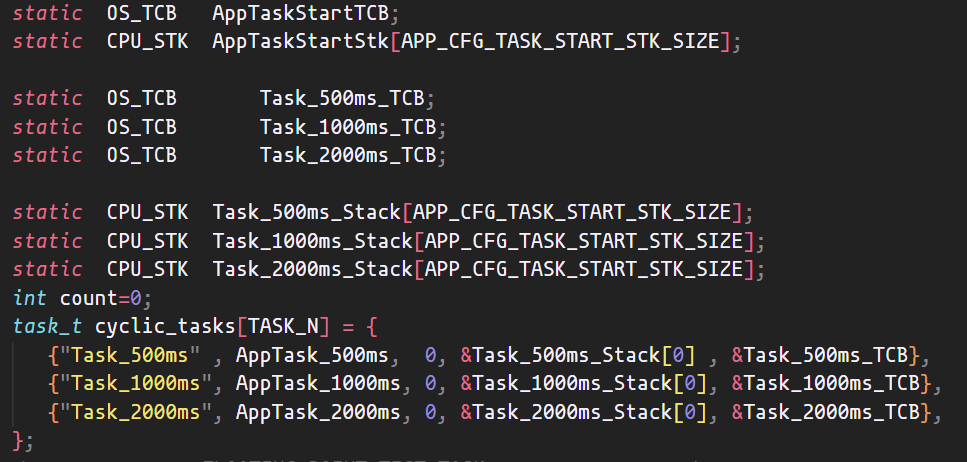 static  OS_TCB   AppTaskStartTCB;
static  CPU_STK  AppTaskStartStk[APP_CFG_TASK_START_STK_SIZE];
static  OS_TCB       Task_500ms_TCB;
static  OS_TCB       Task_1000ms_TCB;
static  OS_TCB       Task_2000ms_TCB;
static  CPU_STK  Task_500ms_Stack[APP_CFG_TASK_START_STK_SIZE];
static  CPU_STK  Task_1000ms_Stack[APP_CFG_TASK_START_STK_SIZE];
static  CPU_STK  Task_2000ms_Stack[APP_CFG_TASK_START_STK_SIZE];
int count=0;
task_t cyclic_tasks[TASK_N] = {
   {"Task_500ms" , AppTask_500ms,  0, &Task_500ms_Stack[0] , &Task_500ms_TCB},
   {"Task_1000ms", AppTask_1000ms, 0, &Task_1000ms_Stack[0], &Task_1000ms_TCB},
   {"Task_2000ms", AppTask_2000ms, 0, &Task_2000ms_Stack[0], &Task_2000ms_TCB},
};